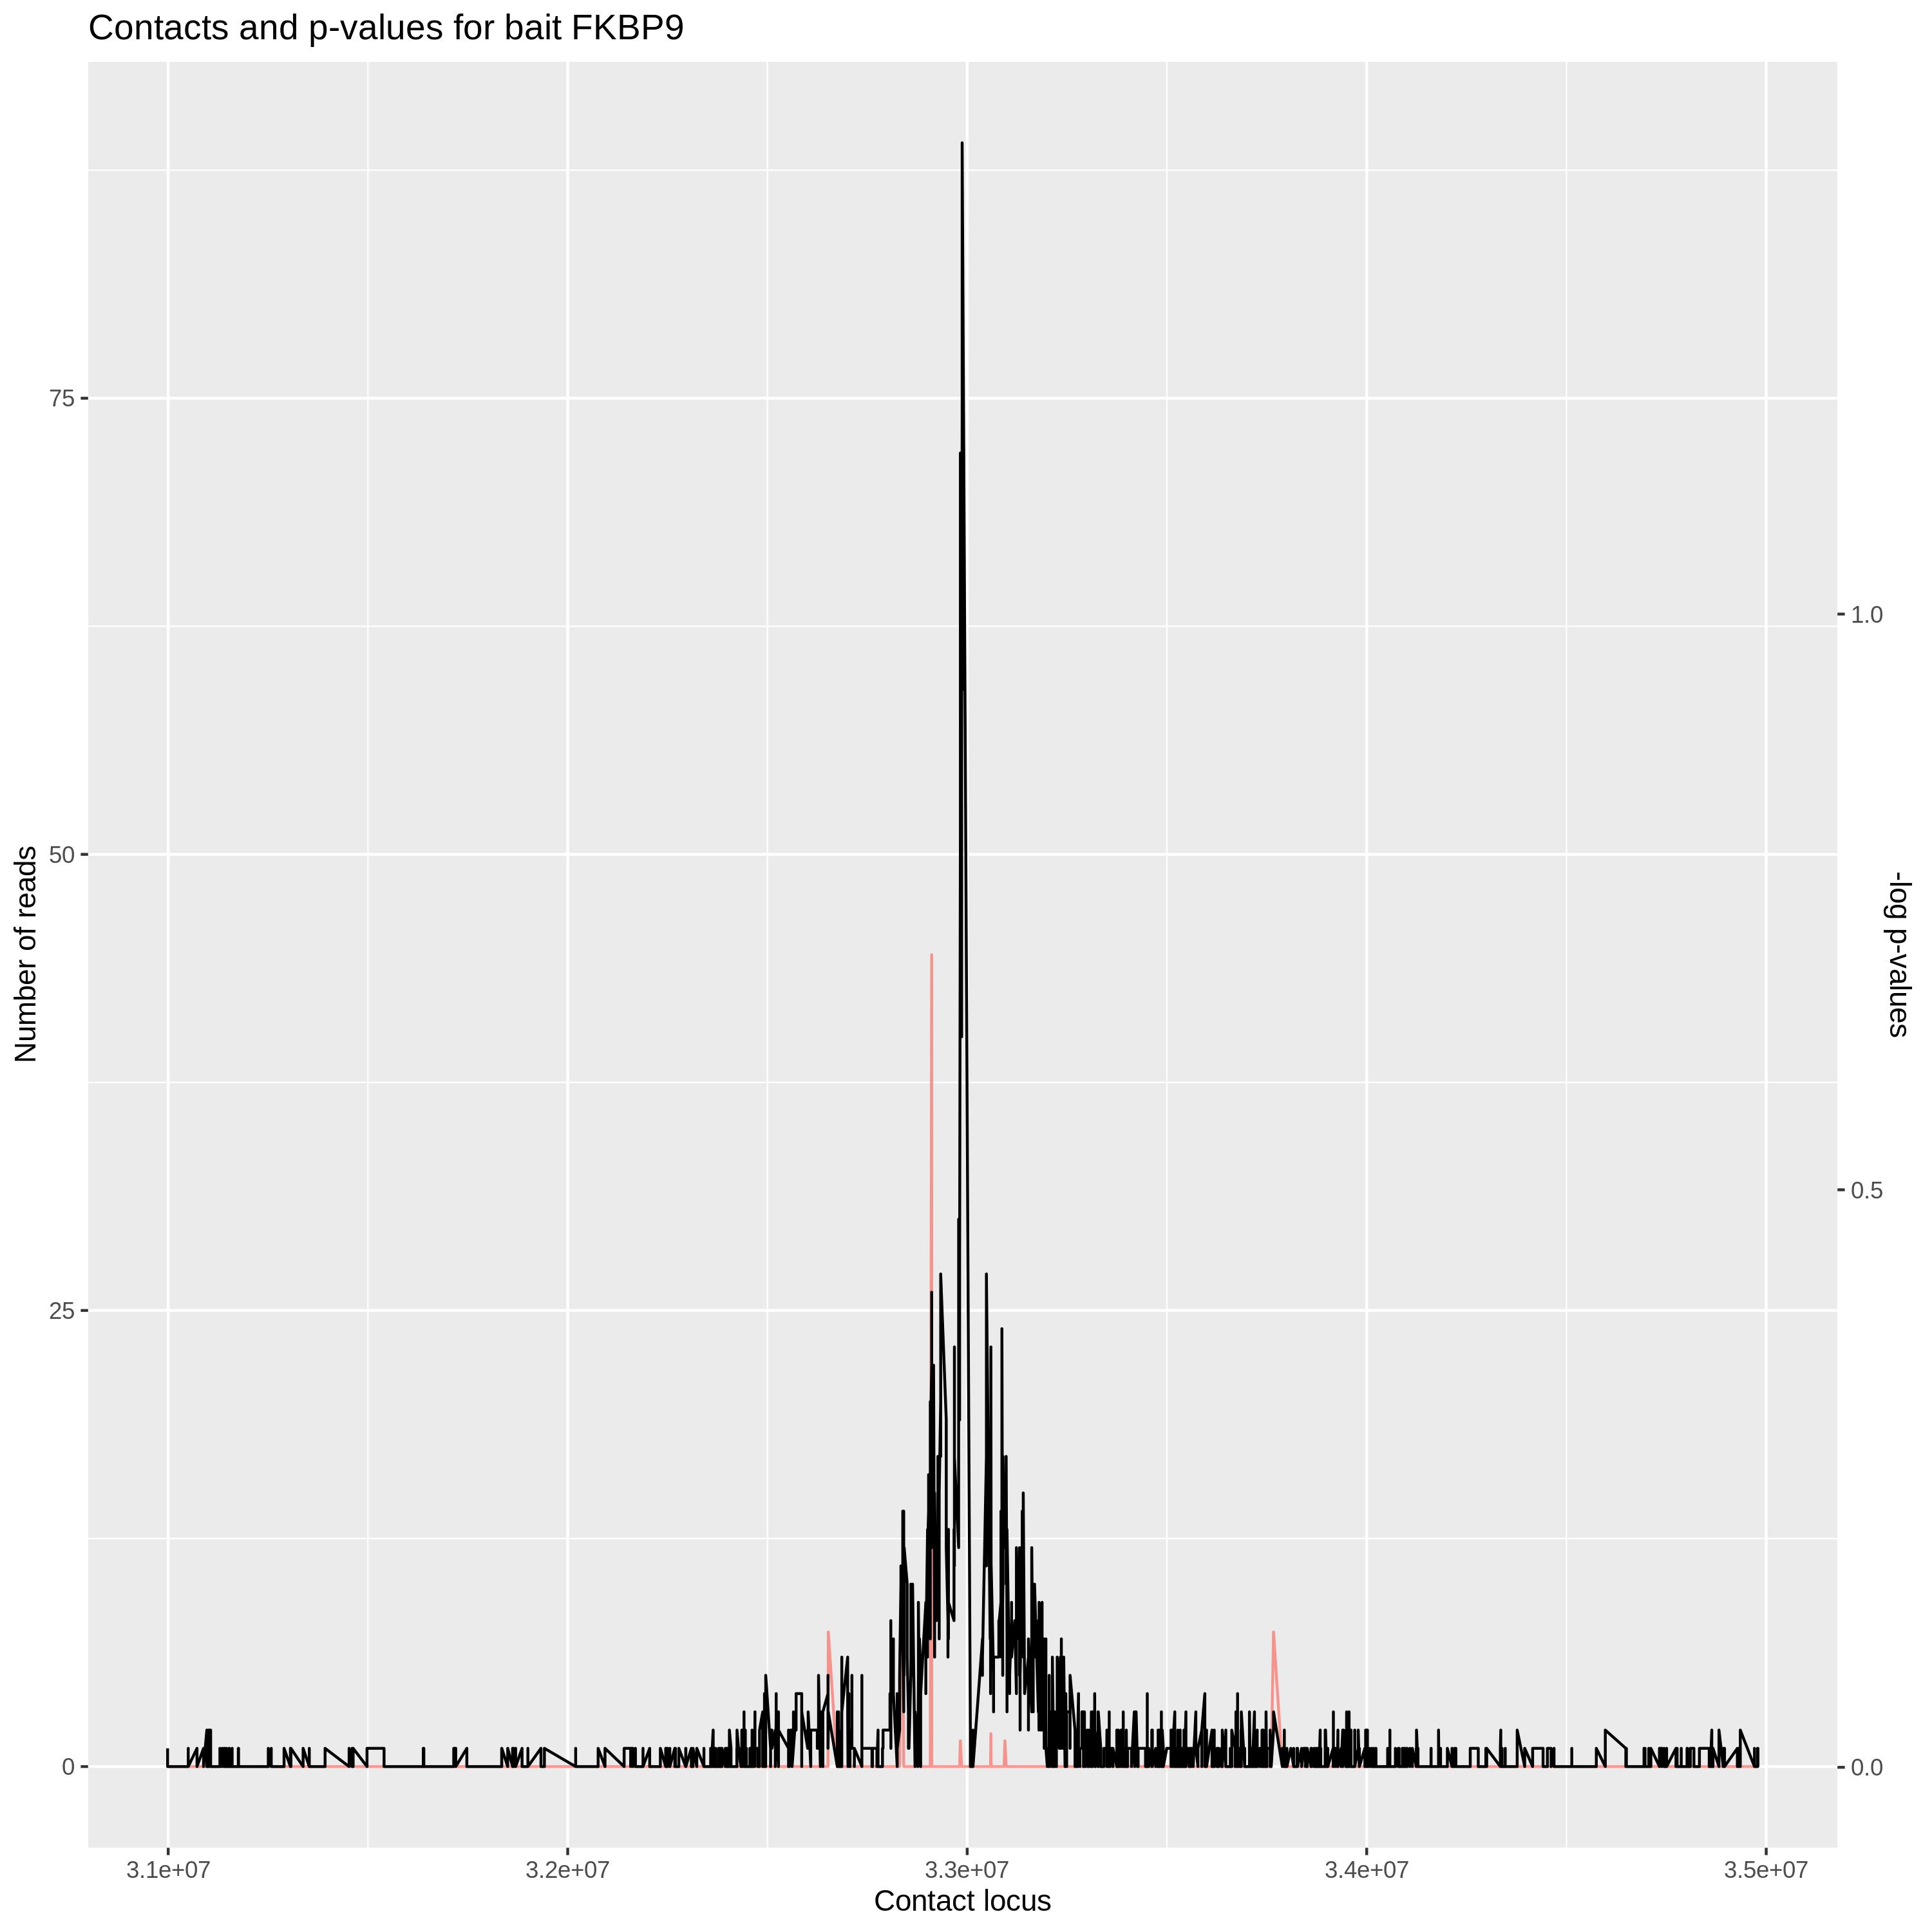 Contacts and p-values for bait FKBP9
75
50
25
0
Number of reads
1.0
0.5
0.0
-log p-values
3.1e+07
3.2e+07
3.3e+07
3.4e+07
3.5e+07
Contact locus